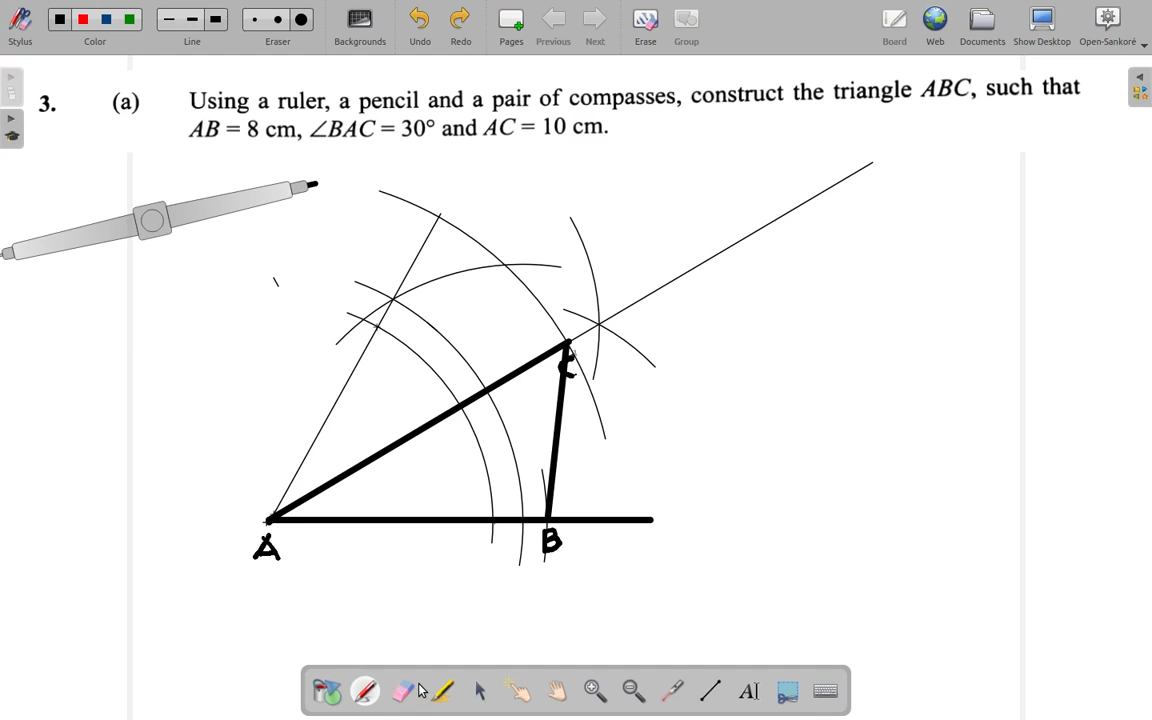 Stylus Color Line Eraser Backgrounds Undo Redo Pages Previous Next Erase Group Board Web Documents Show Desktop Open-Sankoré
3. (a) Using a ruler, a pencil and a pair of compasses, construct the triangle ABC, such that
AB = 8 cm, ∠BAC = 30° and AC = 10 cm.
C
A B